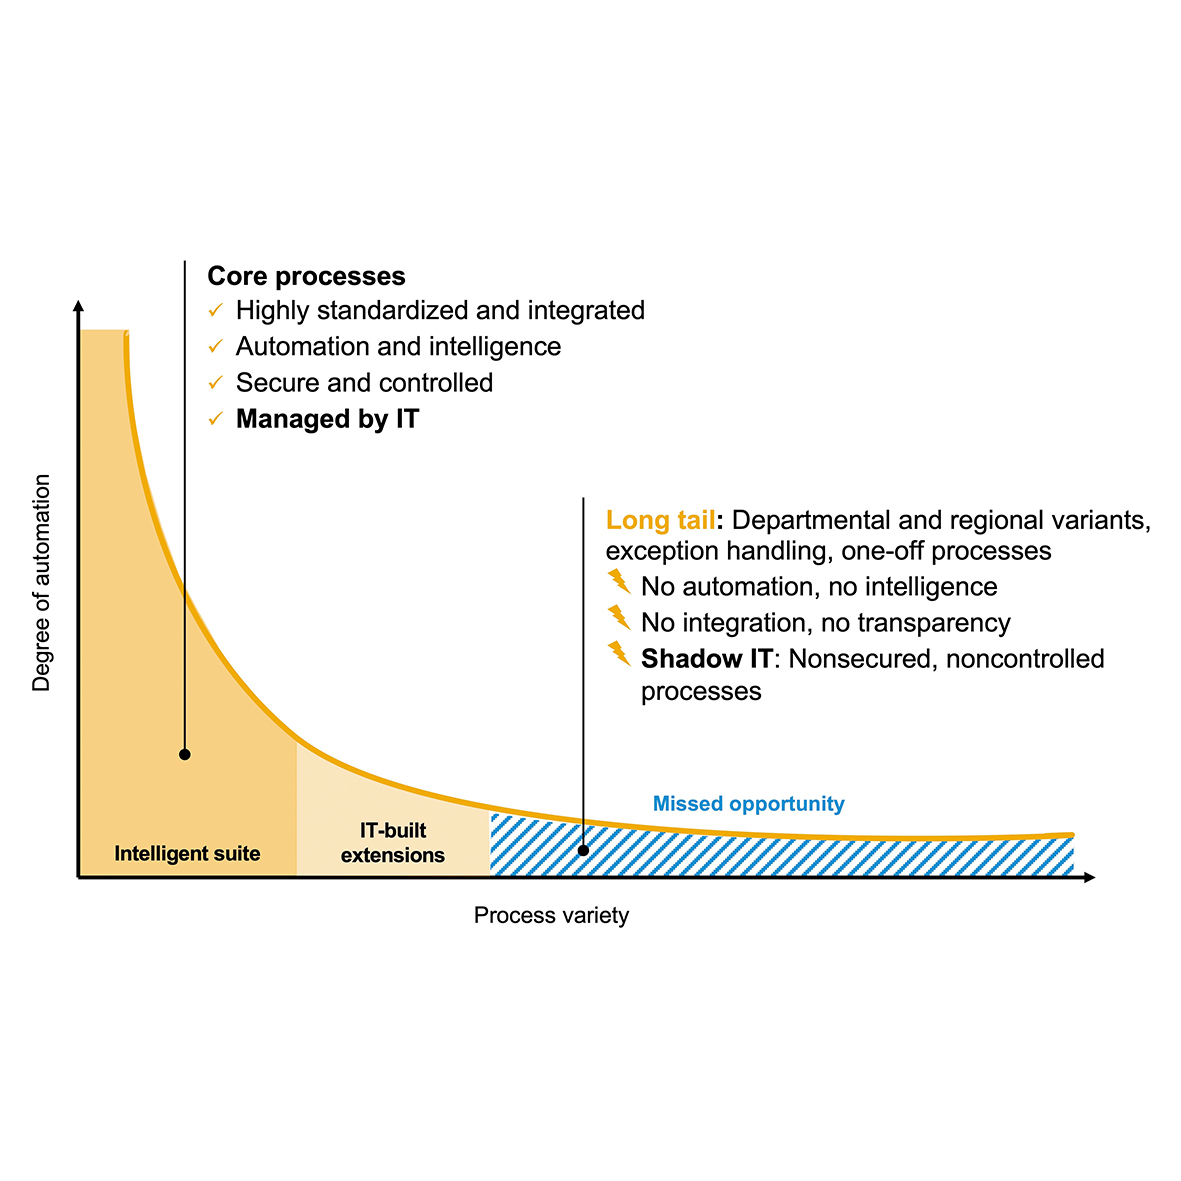 Core processes
Highly standardized and integrated
Automation and intelligence
Secure and controlled
Managed by IT
Degree of automation
Long tail: Departmental and regional variants,
exception handling, one-off processes
No automation, no intelligence
No integration, no transparency
Shadow IT: Nonsecured, noncontrolled
processes
Missed opportunity
IT-built
extensions
Intelligent suite
Process variety